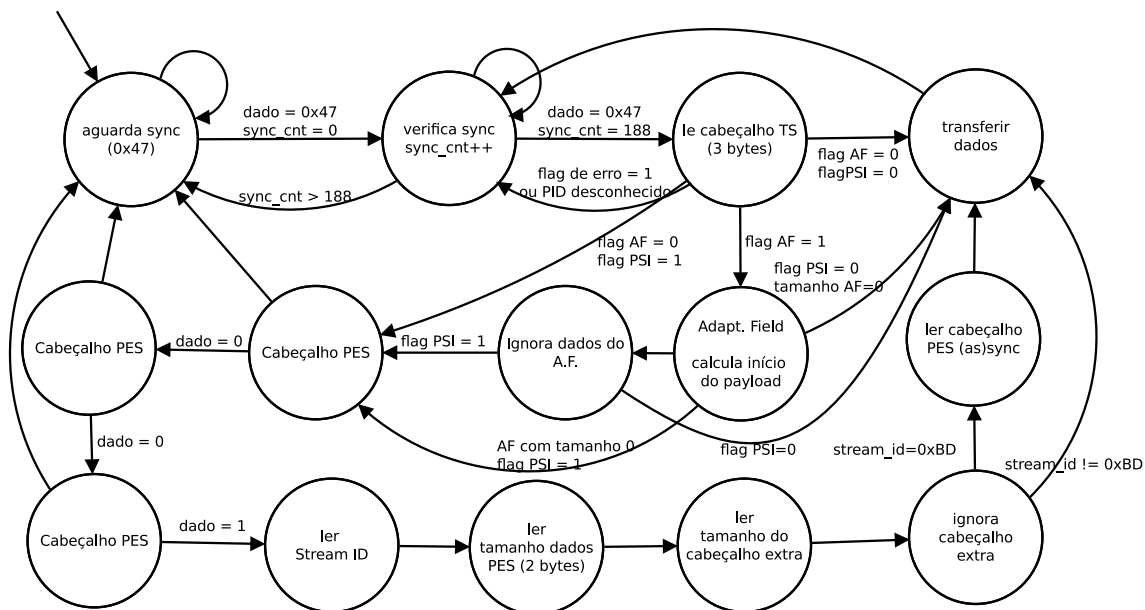 aguarda sync
(0x47)
dado = 0x47
sync_cnt = 0
verifica sync
sync_cnt++
dado = 0x47
sync_cnt = 188
le cabeçalho TS
(3 bytes)
flag AF = 0
flagPSI = 0
transferir
dados
sync_cnt > 188
flag de erro = 1
ou PID desconhecido
flag AF = 0
flag PSI = 1
flag AF = 1
flag PSI = 0
tamanho AF=0
Cabeçalho PES
dado = 0
Cabeçalho PES
flag PSI = 1
Ignora dados do
A.F.
Adapt. Field
calcula início
do payload
ler cabeçalho
PES (as)sync
dado = 0
AF com tamanho 0
flag PSI = 1
flag PSI=0
stream_id=0xBD
stream_id != 0xBD
Cabeçalho PES
dado = 1
ler
Stream ID
ler
tamanho dados
PES (2 bytes)
ler
tamanho do
cabeçalho extra
ignora
cabeçalho
extra